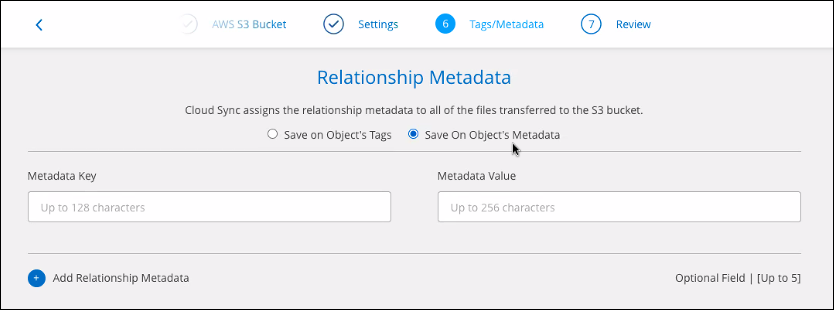 AWS S3 Bucket
Settings
6 Tags/Metadata
7 Review
Relationship Metadata
Cloud Sync assigns the relationship metadata to all of the files transferred to the S3 bucket.
Save on Object's Tags Save On Object's Metadata
Metadata Key Metadata Value
Up to 128 characters Up to 256 characters
+ Add Relationship Metadata Optional Field | [Up to 5]